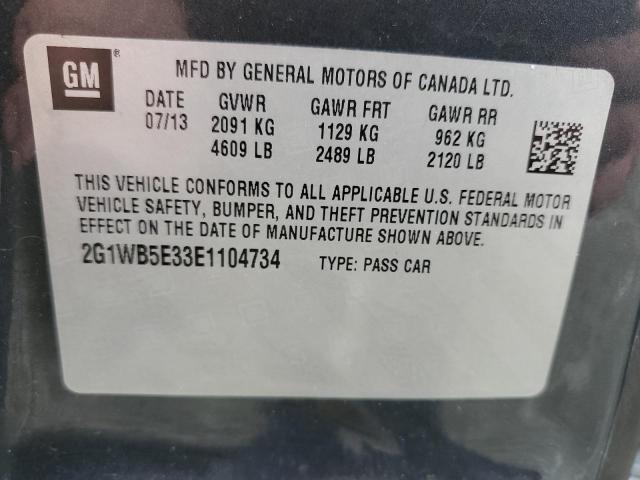 GM®
MFD BY GENERAL MOTORS OF CANADA LTD.
DATE GVWR GAWR FRT GAWR RR
07/13 2091 KG 1129 KG 962 KG
4609 LB 2489 LB 2120 LB
THIS VEHICLE CONFORMS TO ALL APPLICABLE U.S. FEDERAL MOTOR
VEHICLE SAFETY, BUMPER, AND THEFT PREVENTION STANDARDS IN
EFFECT ON THE DATE OF MANUFACTURE SHOWN ABOVE.
2G1WB5E33E1104734 TYPE: PASS CAR